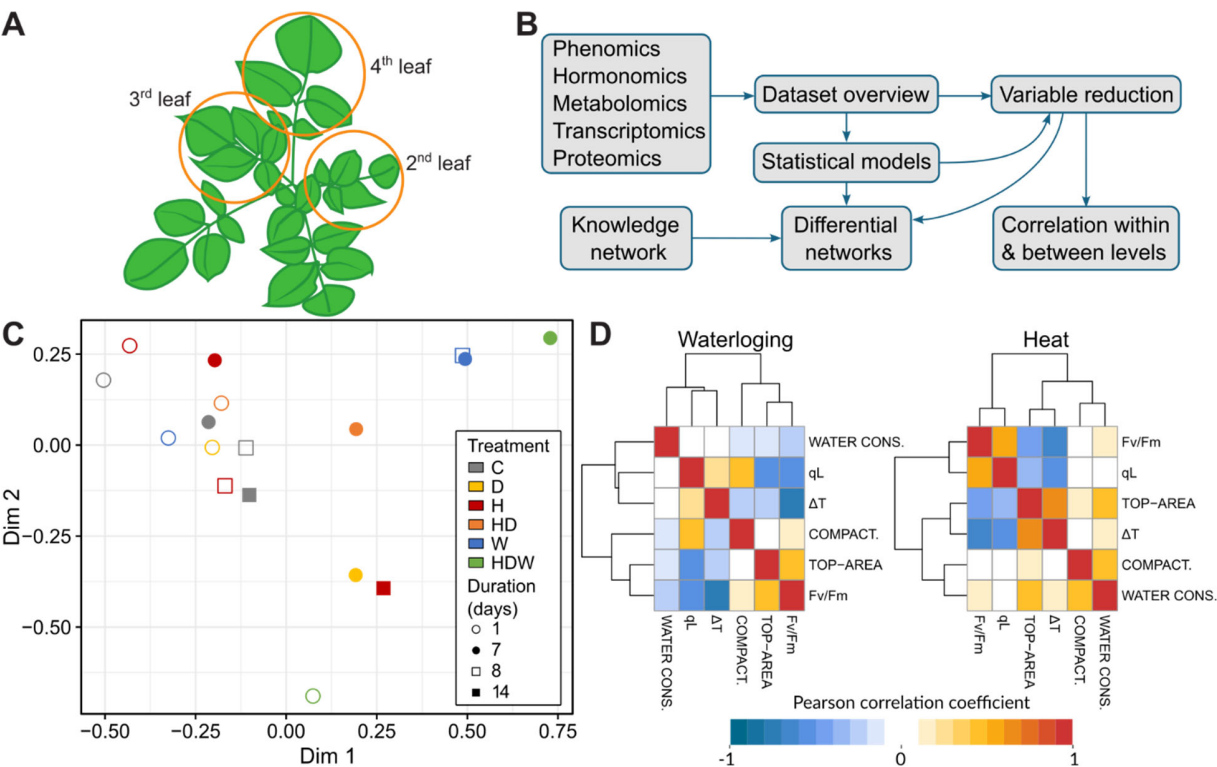 A
4th leaf
3rd leaf
2nd leaf
B
Phenomics
Hormonomics
Metabolomics
Transcriptomics
Proteomics
Dataset overview
Variable reduction
Statistical models
Knowledge
network
Differential
networks
Correlation within
& between levels
C
0.25
0.00
−0.25
−0.50
Dim 2
−0.50
−0.25
0.00
0.25
0.50
0.75
Dim 1
Treatment
C
D
H
HD
W
HDW
Duration
(days)
1
7
8
14
D
Waterloging
WATER CONS.
qL
ΔT
COMPACT.
TOP−AREA
Fv/Fm
WATER CONS.
qL
ΔT
COMPACT.
TOP−AREA
Fv/Fm
Heat
Fv/Fm
qL
TOP−AREA
ΔT
COMPACT.
WATER CONS.
Fv/Fm
qL
TOP−AREA
ΔT
COMPACT.
WATER CONS.
Pearson correlation coefficient
-1
0
1